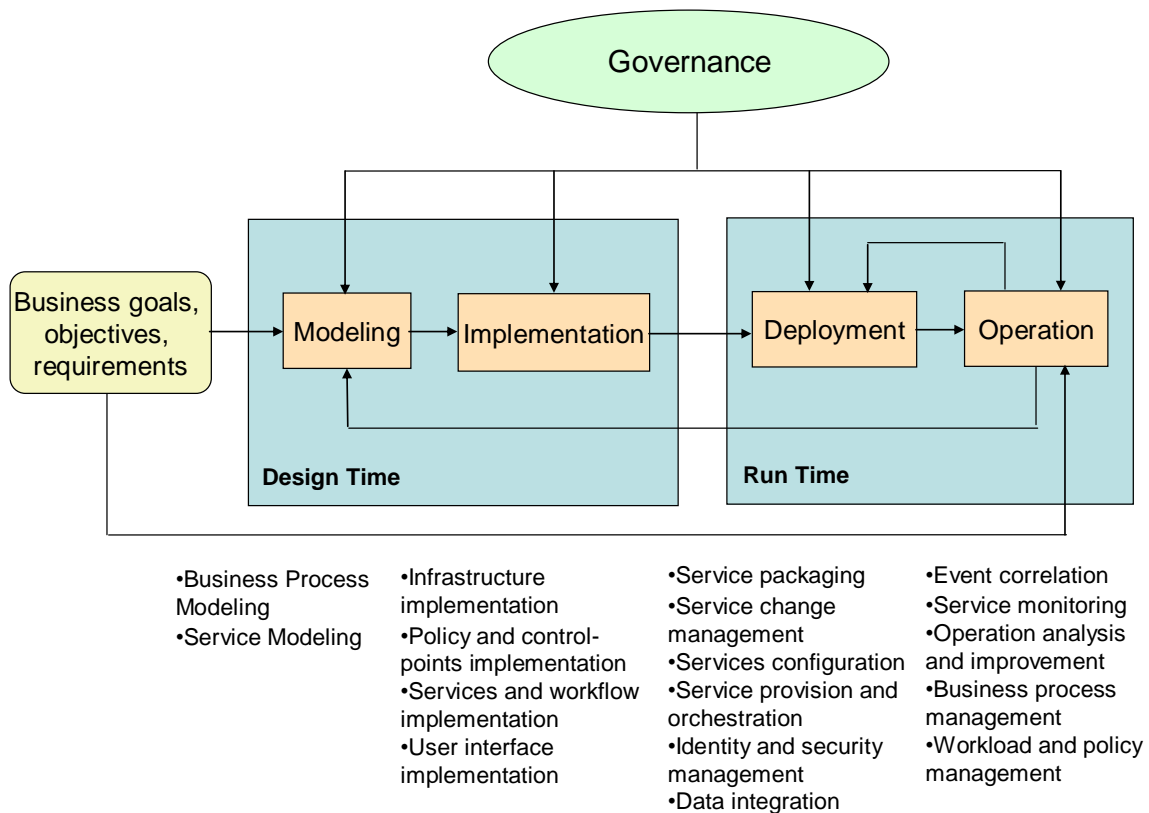 Governance
Business goals,
objectives,
requirements
Modeling
Implementation
Deployment
Operation
Design Time
Run Time
•Business Process
Modeling
•Service Modeling
•Infrastructure
implementation
•Policy and control-
points implementation
•Services and workflow
implementation
•User interface
implementation
•Service packaging
•Service change
management
•Services configuration
•Service provision and
orchestration
•Identity and security
management
•Data integration
•Event correlation
•Service monitoring
•Operation analysis
and improvement
•Business process
management
•Workload and policy
management